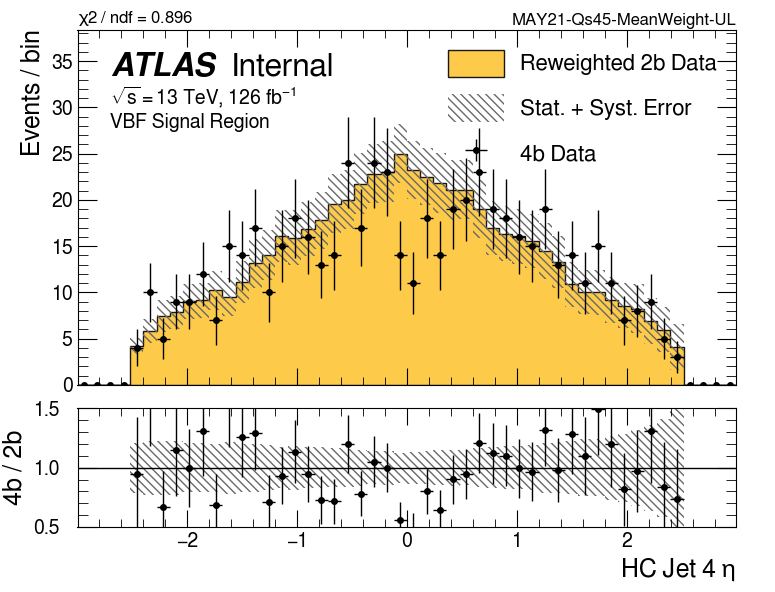 χ2 / ndf = 0.896
MAY21-Qs45-MeanWeight-UL
ATLAS Internal
√s = 13 TeV, 126 fb⁻¹
VBF Signal Region
Reweighted 2b Data
Stat. + Syst. Error
4b Data
Events / bin
35
30
25
20
15
10
5
0
4b / 2b
1.5
1.0
0.5
−2
−1
0
1
2
HC Jet 4 η